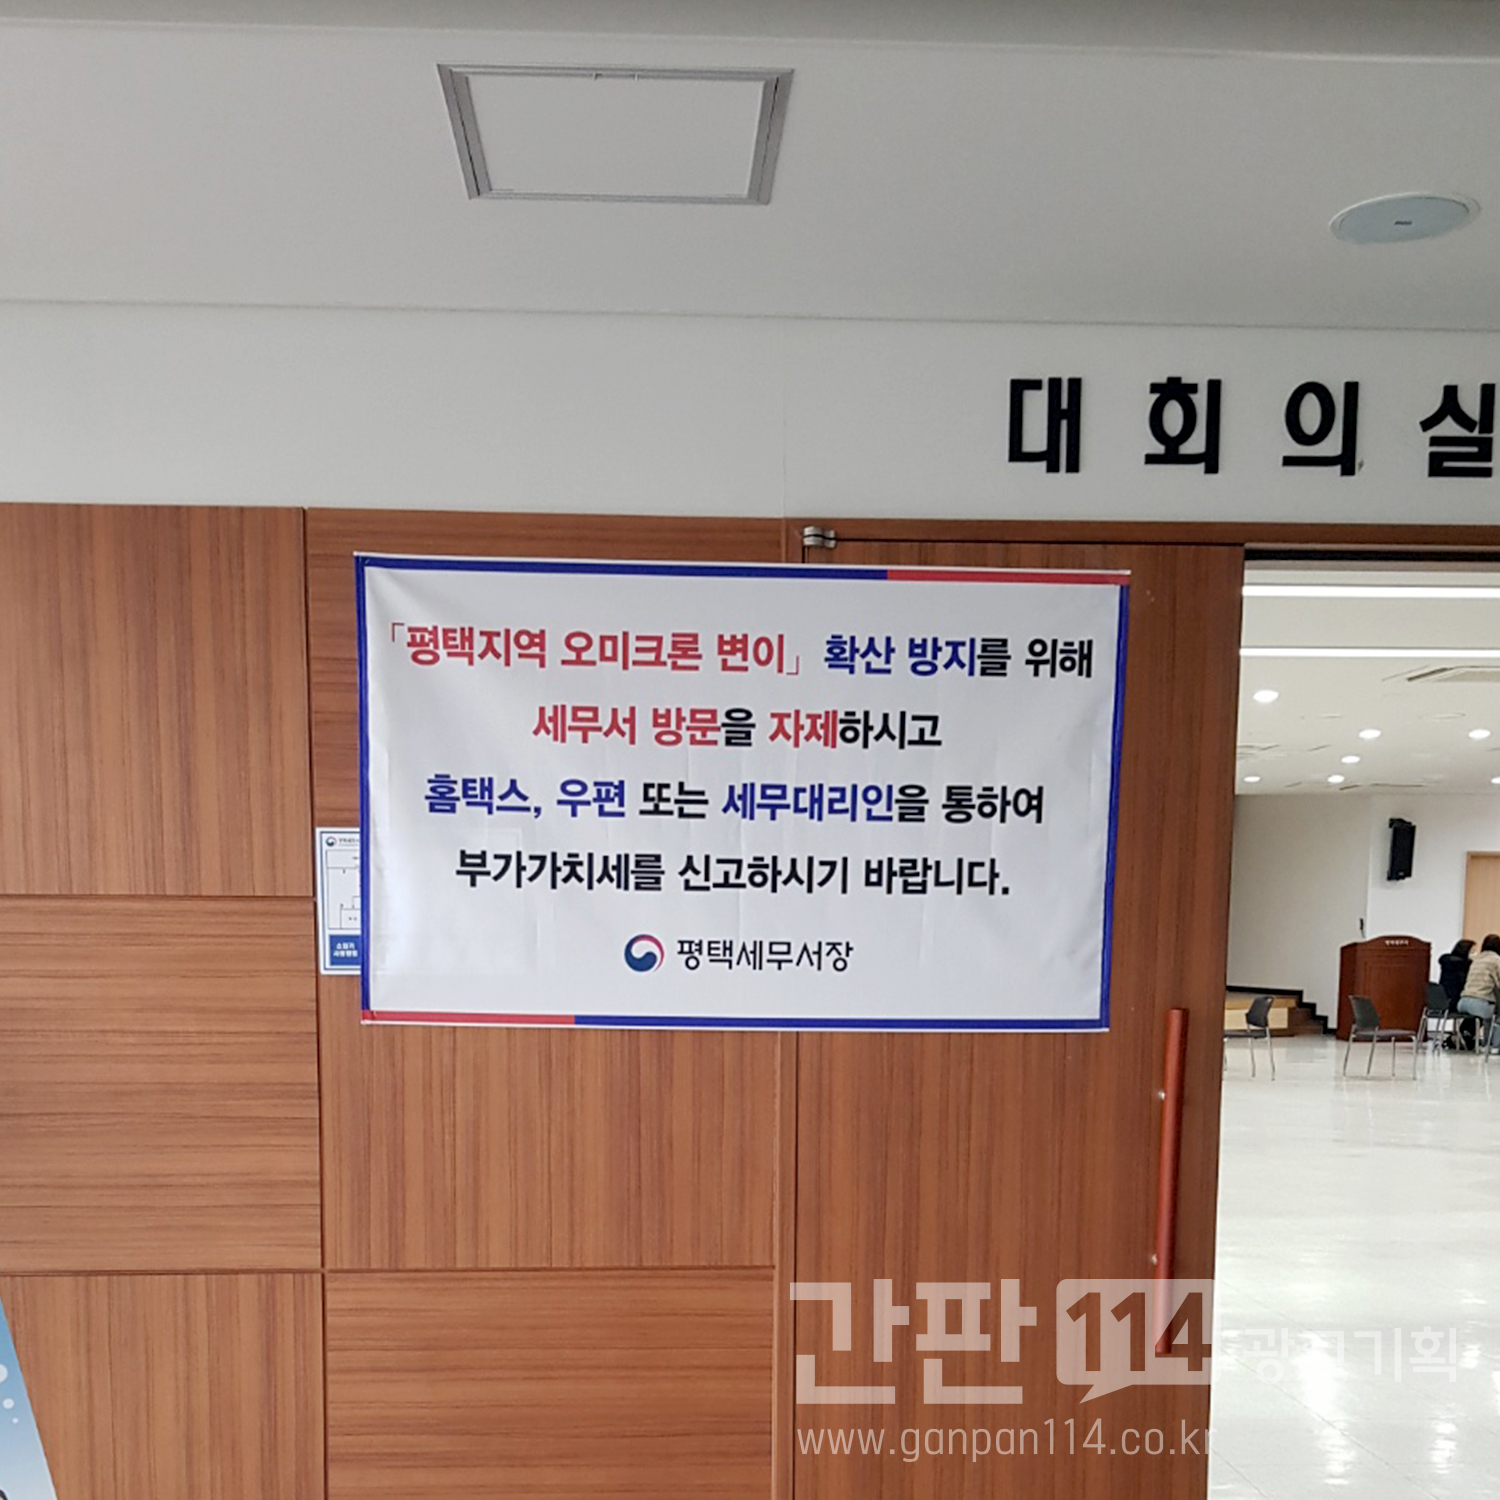 대회의실
「평택지역 오미크론 변이」 확산 방지를 위해
세무서 방문을 자제하시고
홈택스, 우편 또는 세무대리인을 통하여
부가가치세를 신고하시기 바랍니다.
평택세무서장
간판 114 광고기획
www.ganpan114.co.kr